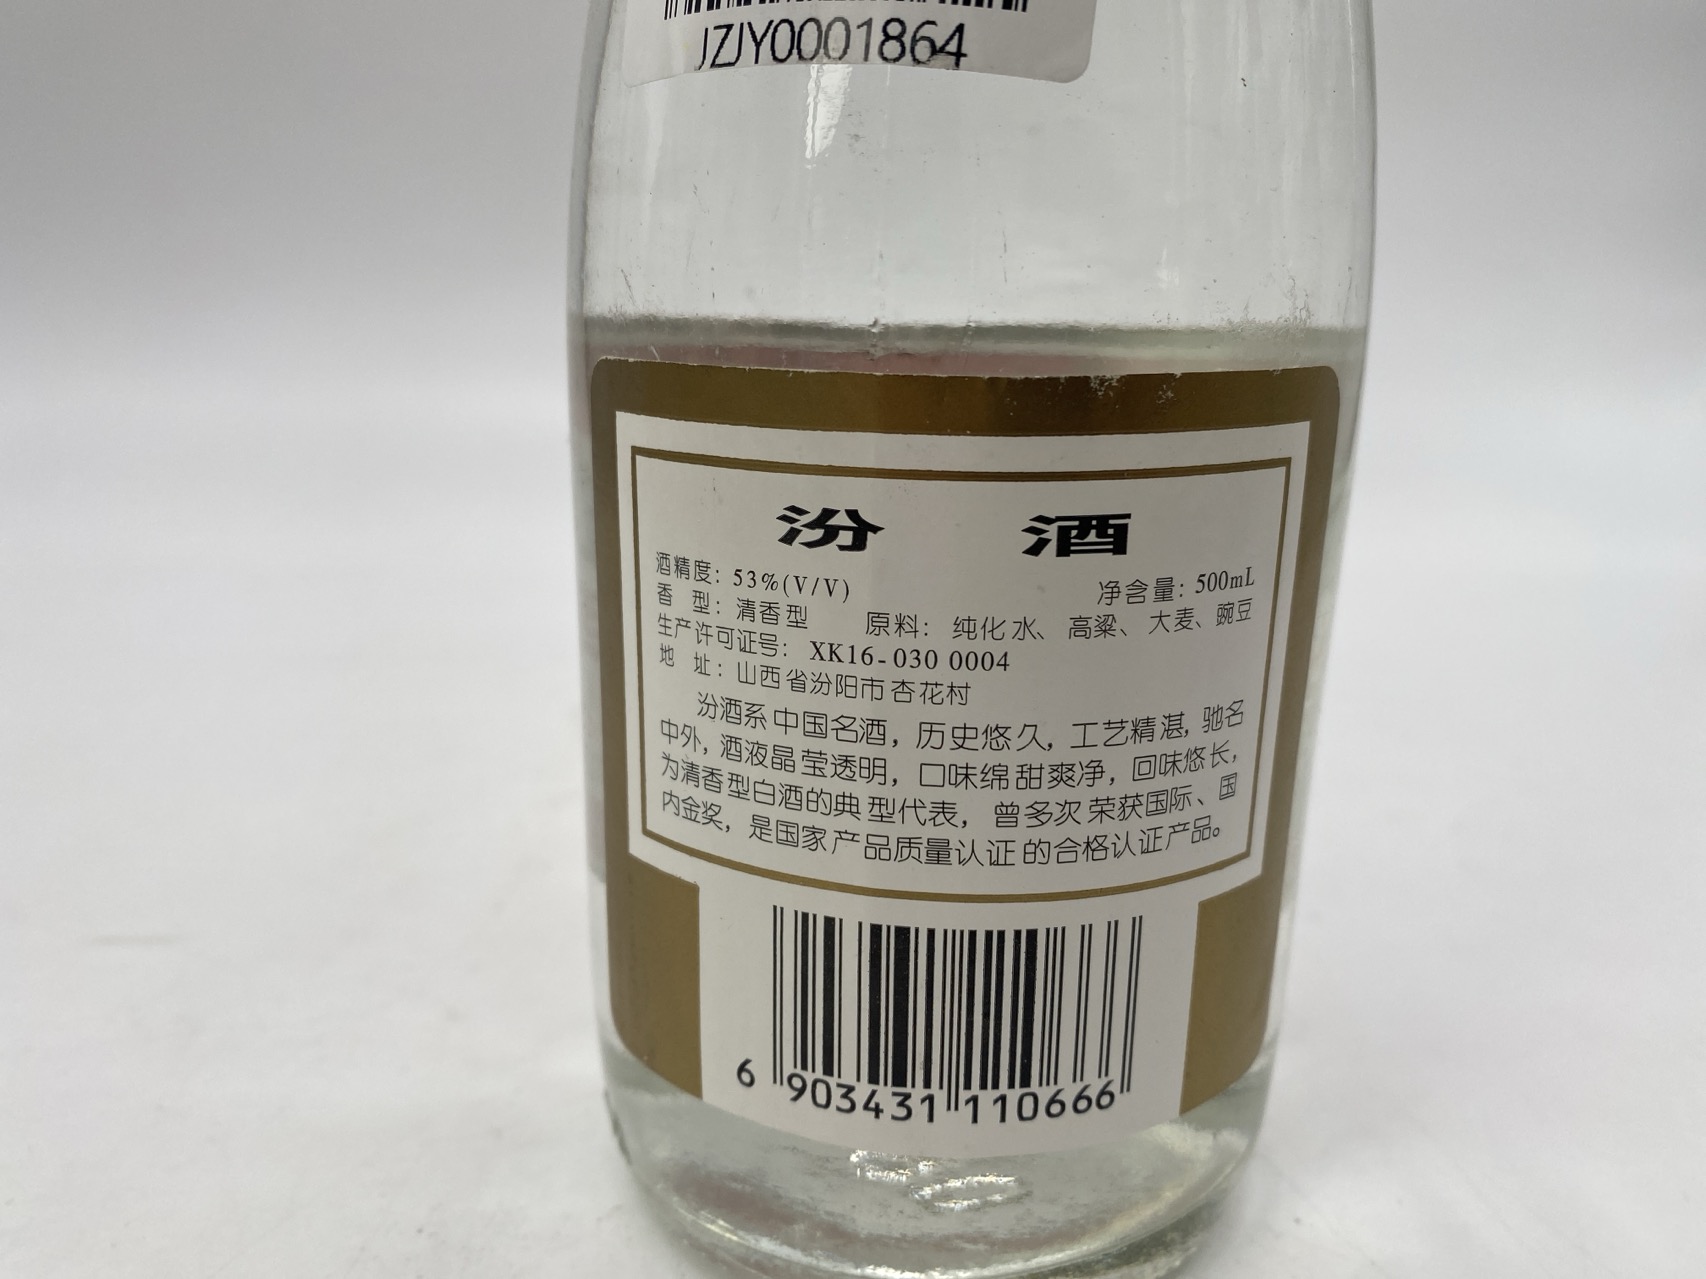 JZJY0001864
汾 酒
酒精度：53%(V/V) 净含量：500mL
香 型：清香型 原料：纯化水、高粱、大麦、豌豆
生产许可证号：XK16-030 0004
地 址：山西省汾阳市杏花村
汾酒系中国名酒，历史悠久，工艺精湛，驰名
中外，酒液晶莹透明，口味绵甜爽净，回味悠长，
为清香型白酒的典型代表，曾多次荣获国际、国
内金奖，是国家产品质量认证的合格认证产品。
6 903431 110666